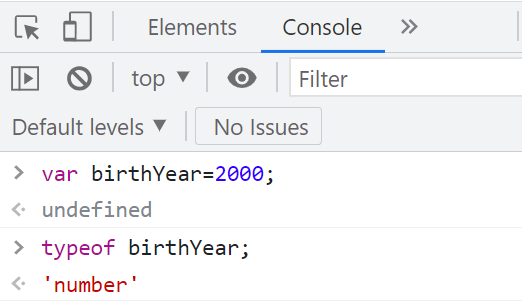 Elements Console
top Filter
Default levels No Issues
var birthYear=2000;
undefined
typeof birthYear;
'number'